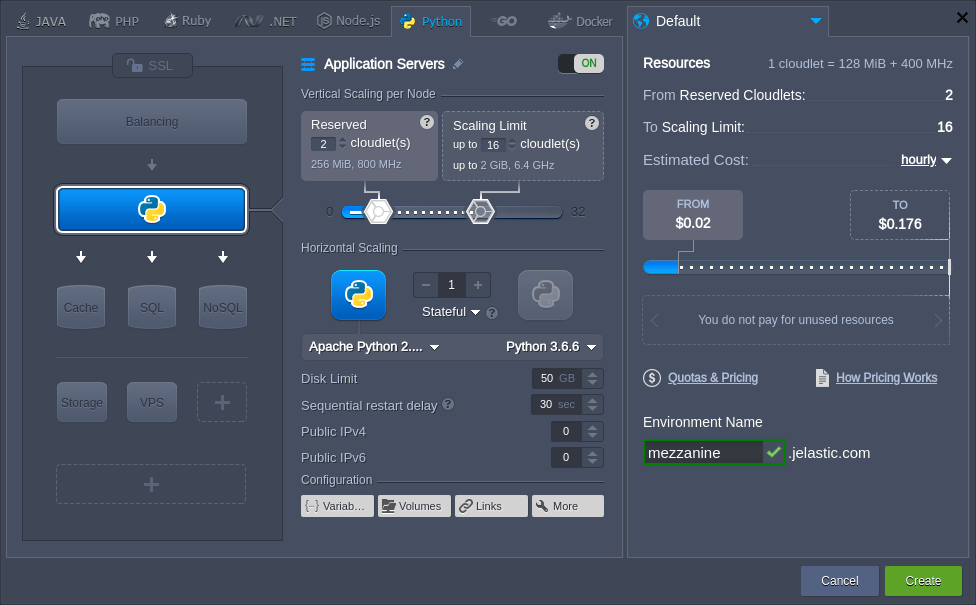 JAVA PHP Ruby .NET Node.js Python GO Docker
Default
SSL
Balancing
Cache SQL NoSQL
Storage VPS
Application Servers
ON
Vertical Scaling per Node
Reserved
2 cloudlet(s)
256 MiB, 800 MHz
Scaling Limit
up to 16 cloudlet(s)
up to 2 GiB, 6.4 GHz
0
32
Horizontal Scaling
1
Stateful
Apache Python 2.... Python 3.6.6
Disk Limit 50 GB
Sequential restart delay 30 sec
Public IPv4 0
Public IPv6 0
Configuration
Variab... Volumes Links More
Resources 1 cloudlet = 128 MiB + 400 MHz
From Reserved Cloudlets: 2
To Scaling Limit: 16
Estimated Cost: hourly
FROM
$0.02
TO
$0.176
You do not pay for unused resources
Quotas & Pricing How Pricing Works
Environment Name
mezzanine .jelastic.com
Cancel Create